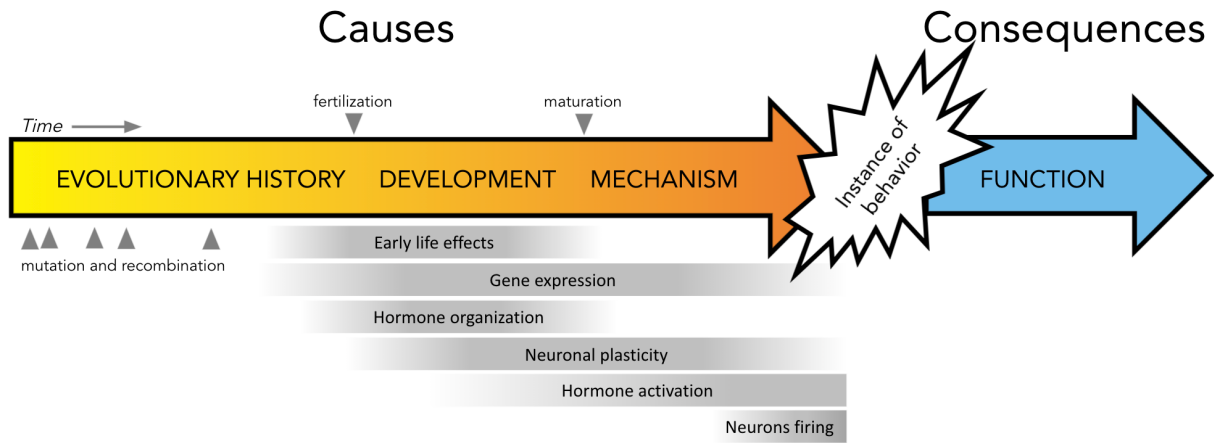 Causes
Consequences
fertilization
maturation
Time
EVOLUTIONARY HISTORY
DEVELOPMENT
MECHANISM
Instance of
behavior
FUNCTION
mutation and recombination
Early life effects
Gene expression
Hormone organization
Neuronal plasticity
Hormone activation
Neurons firing